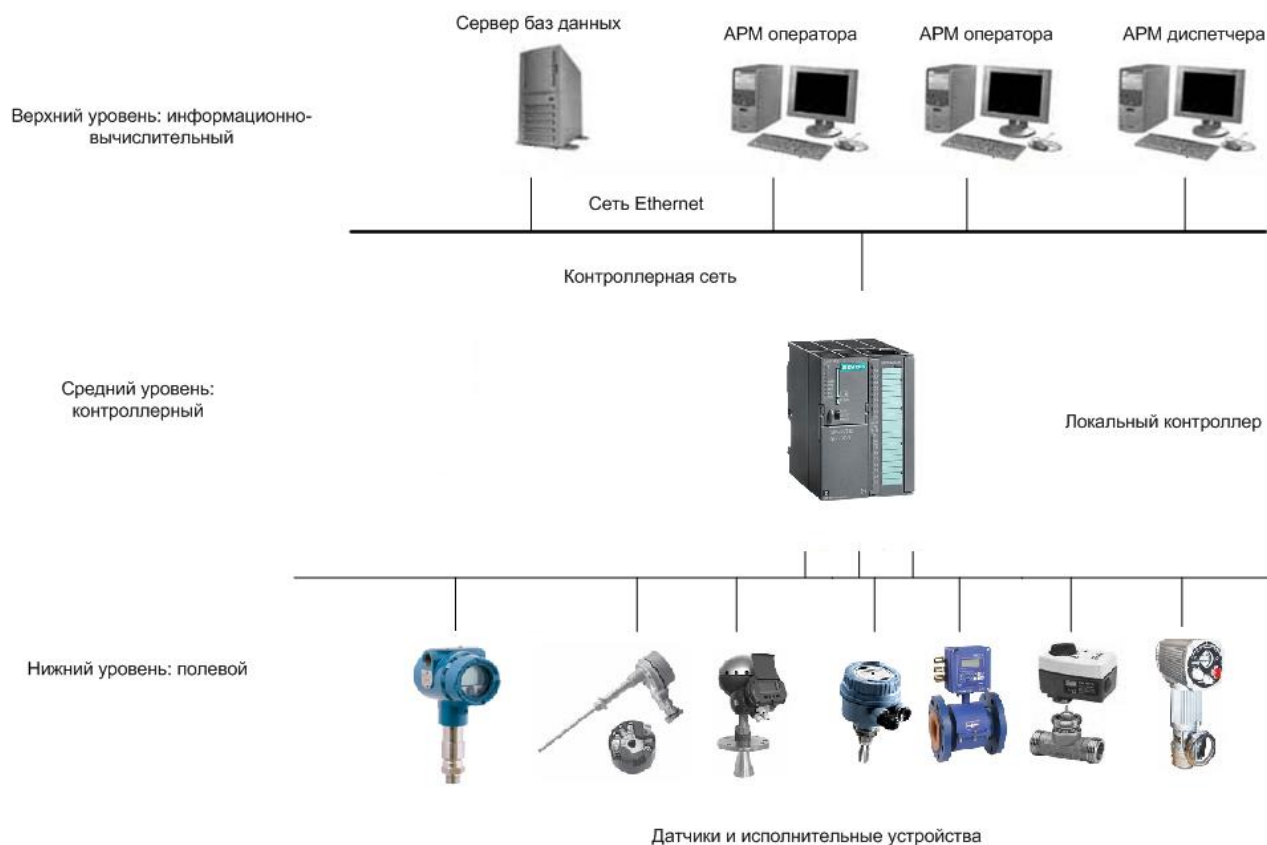 Сервер баз данных
АРМ оператора
АРМ оператора
АРМ диспетчера
Верхний уровень: информационно-
вычислительный
Сеть Ethernet
Контроллерная сеть
SIEMENS
Средний уровень:
контроллерный
Локальный контроллер
Нижний уровень: полевой
Датчики и исполнительные устройства